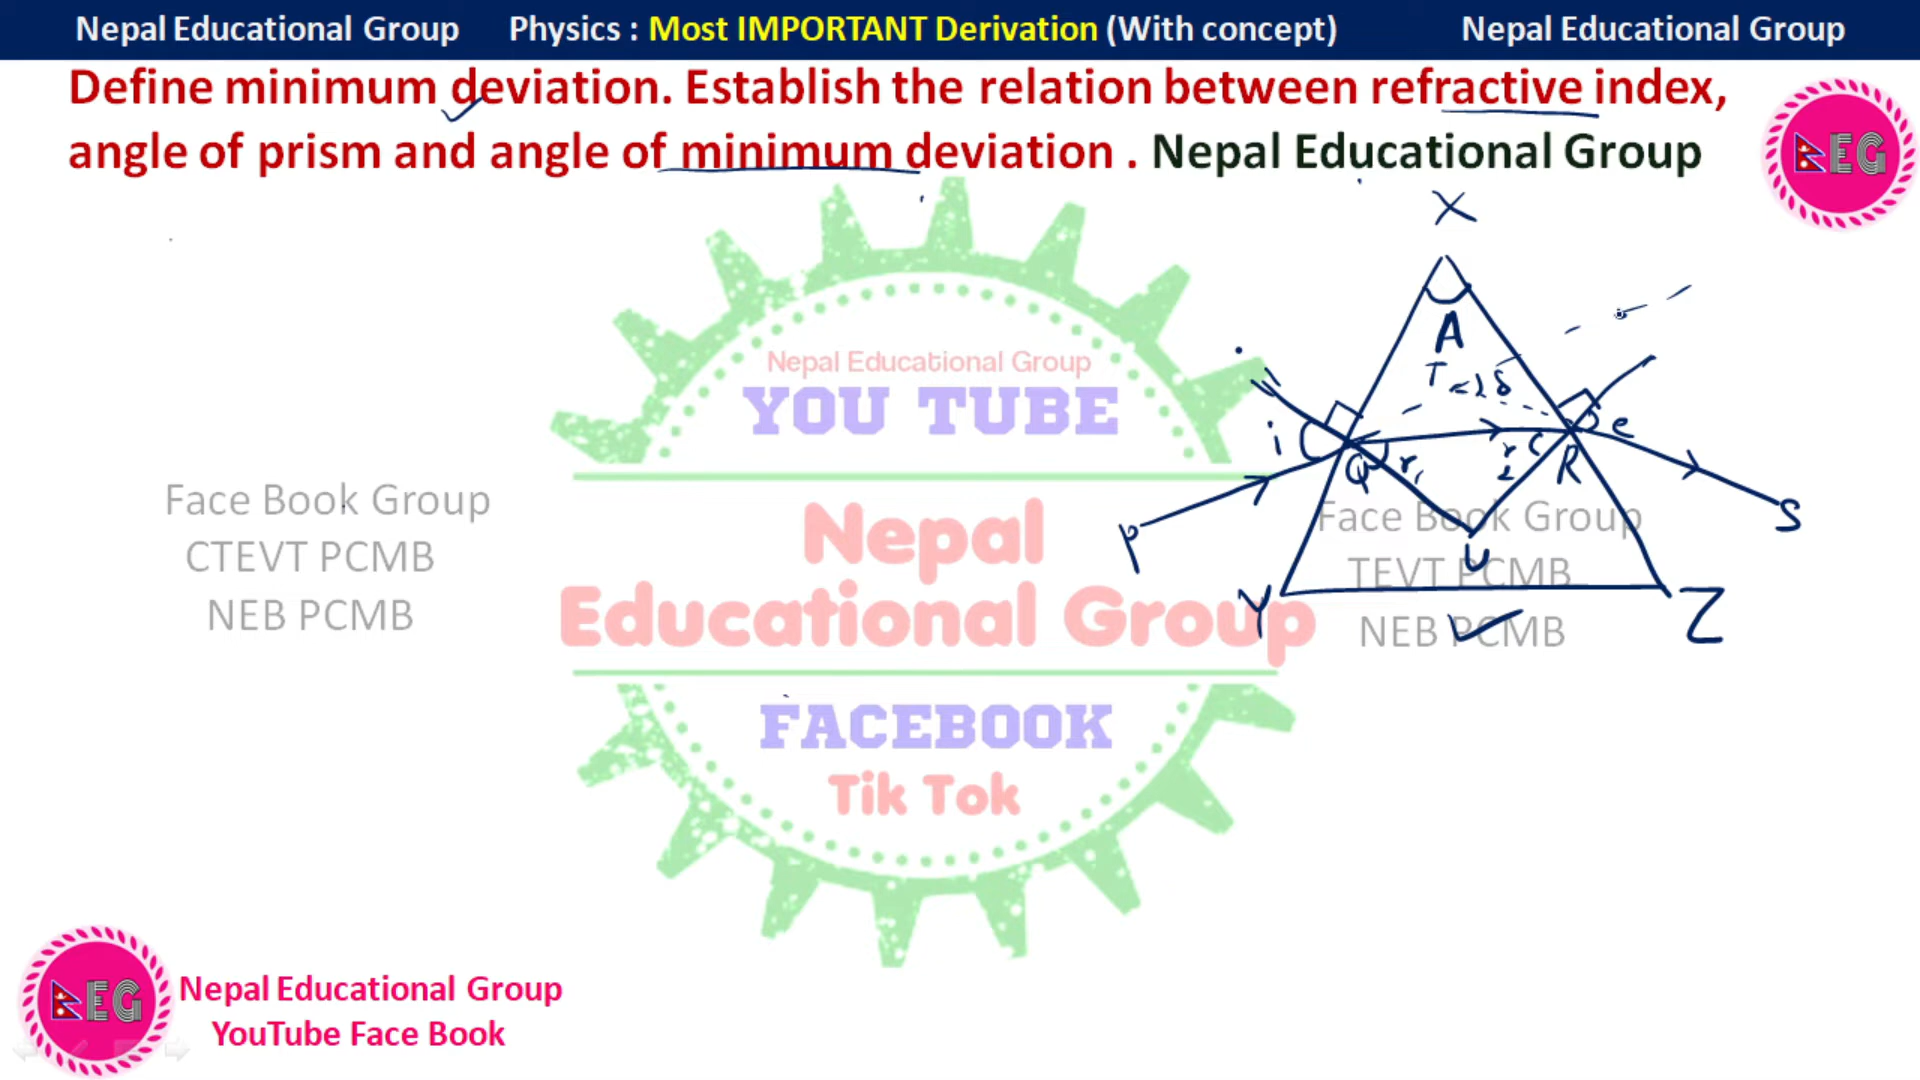 Nepal Educational Group Physics : Most IMPORTANT Derivation (With concept) Nepal Educational Group
Define minimum deviation. Establish the relation between refractive index,
angle of prism and angle of minimum deviation . Nepal Educational Group
EG
X
A
T δ
i
Q r1 r2 R e
P
S
U
Y
Z
Nepal Educational Group
YOU TUBE
Nepal
Educational Group
FACEBOOK
Tik Tok
Face Book Group
CTEVT PCMB
NEB PCMB
Face Book Group
TEVT PCMB
NEB PCMB
EG
Nepal Educational Group
YouTube Face Book